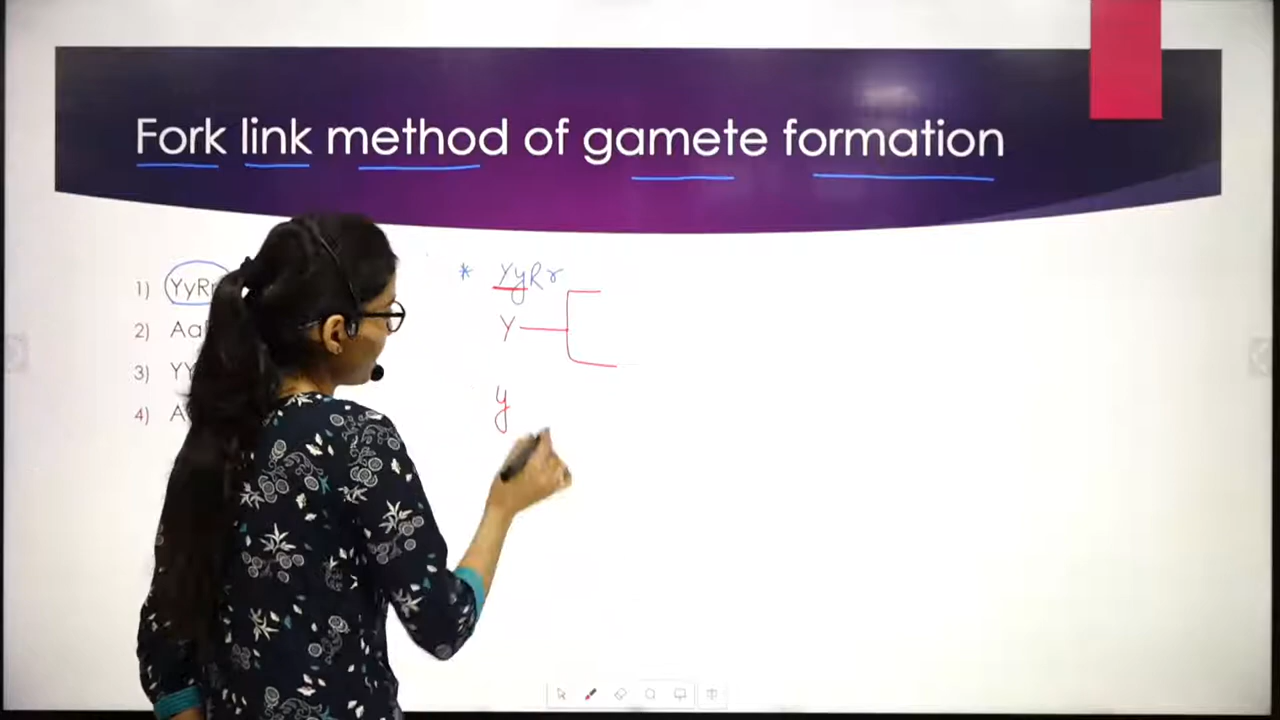 Fork link method of gamete formation
1) YyRr
2) Aa
3) YY
4) A
* YyRr
Y
y